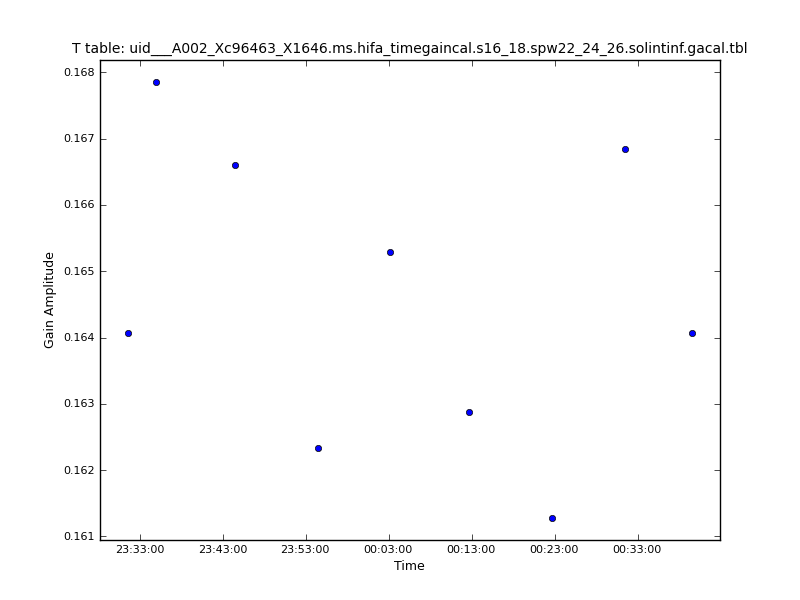 T table: uid___A002_Xc96463_X1646.ms.hifa_timegaincal.s16_18.spw22_24_26.solintinf.gacal.tbl
0.168
0.167
0.166
0.165
0.164
0.163
0.162
0.161
Gain Amplitude
23:33:00 23:43:00 23:53:00 00:03:00 00:13:00 00:23:00 00:33:00
Time